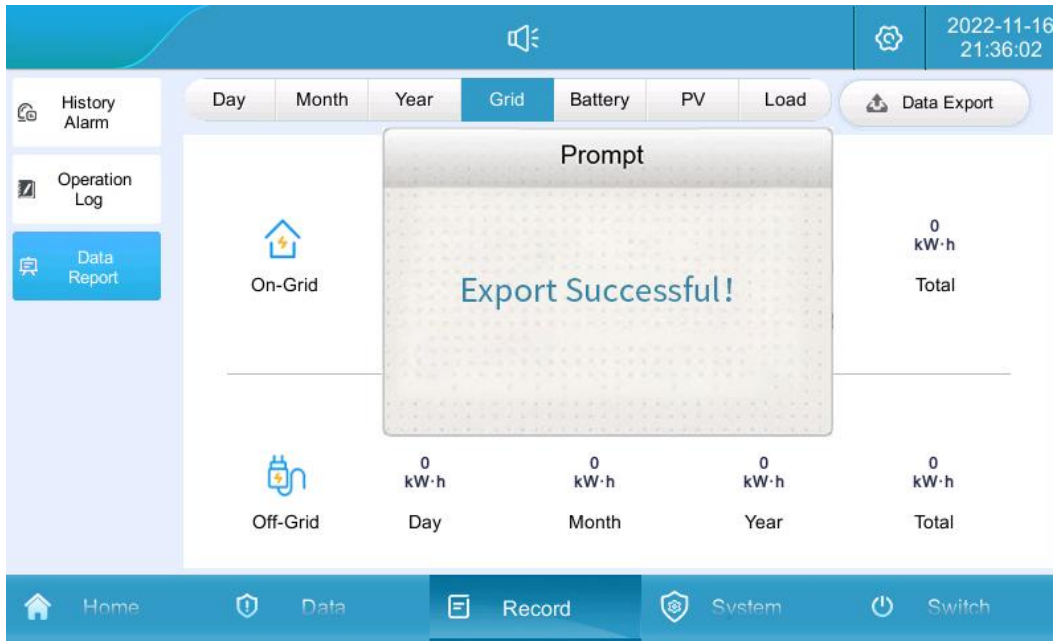 2022-11-16
21:36:02
History
Alarm
Operation
Log
Data
Report
Day Month Year Grid Battery PV Load Data Export
Prompt
Export Successful!
On-Grid
0
kW·h
Total
Off-Grid
0 0 0 0
kW·h kW·h kW·h kW·h
Day Month Year Total
Home Data Record System Switch